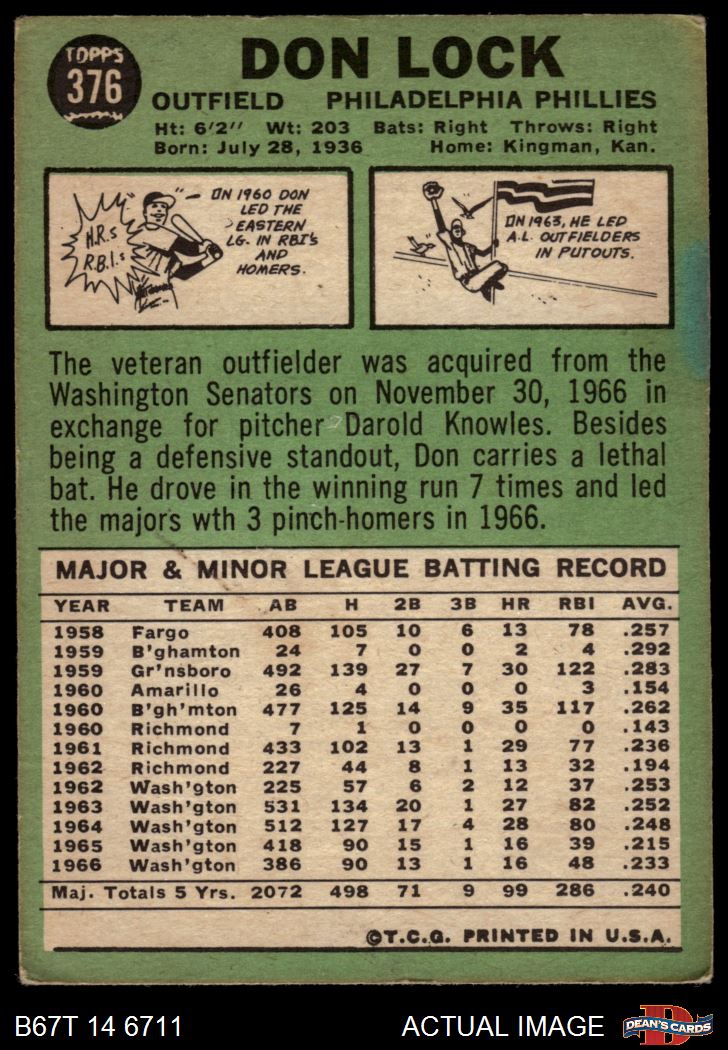 TOPPS
376
DON LOCK
OUTFIELD PHILADELPHIA PHILLIES
Ht: 6'2" Wt: 203 Bats: Right Throws: Right
Born: July 28, 1936 Home: Kingman, Kan.
H.R.s
R.B.I.s
ON 1960 DON
LED THE
EASTERN
LG. IN RBI'S
AND
HOMERS.
ON 1963, HE LED
A.L. OUTFIELDERS
IN PUTOUTS.
The veteran outfielder was acquired from the
Washington Senators on November 30, 1966 in
exchange for pitcher Darold Knowles. Besides
being a defensive standout, Don carries a lethal
bat. He drove in the winning run 7 times and led
the majors wth 3 pinch-homers in 1966.
MAJOR & MINOR LEAGUE BATTING RECORD
YEAR TEAM AB H 2B 3B HR RBI AVG.
1958 Fargo 408 105 10 6 13 78 .257
1959 B'ghamton 24 7 0 0 2 4 .292
1959 Gr'nsboro 492 139 27 7 30 122 .283
1960 Amarillo 26 4 0 0 0 3 .154
1960 B'gh'mton 477 125 14 9 35 117 .262
1960 Richmond 7 1 0 0 0 0 .143
1961 Richmond 433 102 13 1 29 77 .236
1962 Richmond 227 44 8 1 13 32 .194
1962 Wash'gton 225 57 6 2 12 37 .253
1963 Wash'gton 531 134 20 1 27 82 .252
1964 Wash'gton 512 127 17 4 28 80 .248
1965 Wash'gton 418 90 15 1 16 39 .215
1966 Wash'gton 386 90 13 1 16 48 .233
Maj. Totals 5 Yrs. 2072 498 71 9 99 286 .240
©T.C.G. PRINTED IN U.S.A.
B67T 14 6711 ACTUAL IMAGE
D
DEAN'S CARDS